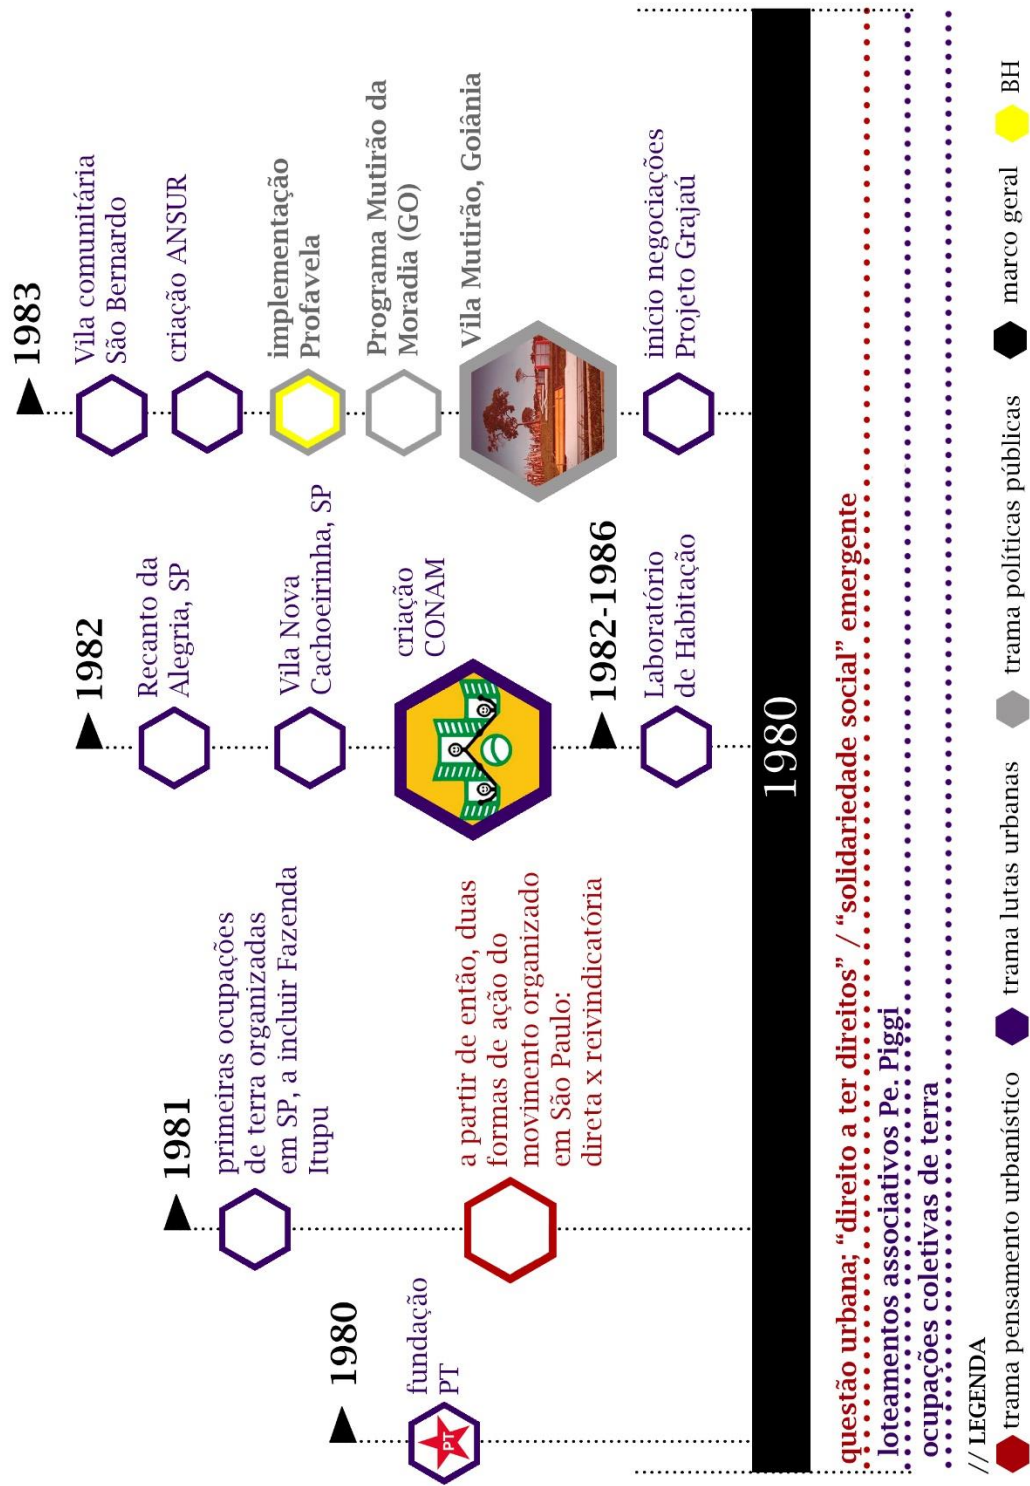 1980
fundação
PT
PT
1981
primeiras ocupações
de terra organizadas
em SP, a incluir Fazenda
Itupu
a partir de então, duas
formas de ação do
movimento organizado
em São Paulo:
direta x reivindicatória
1982
Recanto da
Alegria, SP
Vila Nova
Cachoeirinha, SP
criação
CONAM
1982-1986
Laboratório
de Habitação
1983
Vila comunitária
São Bernardo
criação ANSUR
implementação
Profavela
Programa Mutirão da
Moradia (GO)
Vila Mutirão, Goiânia
início negociações
Projeto Grajaú
1980
questão urbana; “direito a ter direitos” / “solidariedade social” emergente
loteamentos associativos Pe. Piggi
ocupações coletivas de terra
// LEGENDA
trama pensamento urbanístico
trama lutas urbanas
trama políticas públicas
marco geral
BH